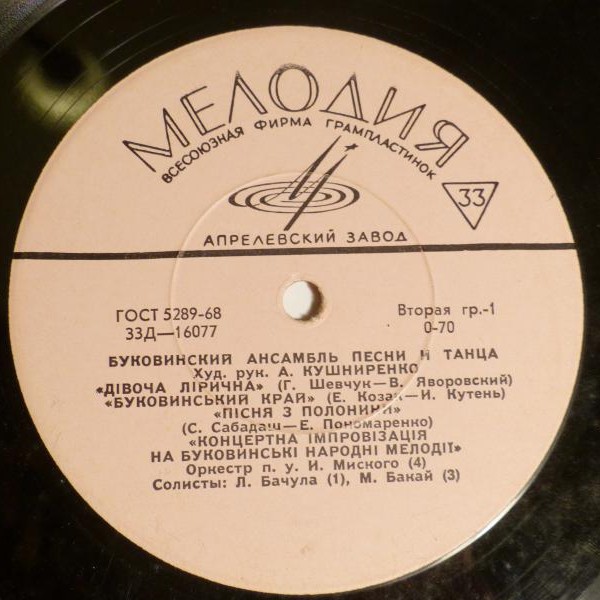 МЕЛОДИЯ
ВСЕСОЮЗНАЯ ФИРМА ГРАМПЛАСТИНОК
33
АПРЕЛЕВСКИЙ ЗАВОД
ГОСТ 5289-68 Вторая гр.-1
33Д—16077 0-70
БУКОВИНСКИЙ АНСАМБЛЬ ПЕСНИ И ТАНЦА
Худ. рук. А. КУШНИРЕНКО
«ДІВОЧА ЛІРИЧНА» (Г. Шевчук—В. Яворовский)
«БУКОВИНСЬКИЙ КРАЙ» (Е. Козак—И. Кутень)
«ПІСНЯ З ПОЛОНИНИ»
(С. Сабадаш—Е. Пономаренко)
«КОНЦЕРТНА ІМПРОВІЗАЦІЯ
НА БУКОВИНСЬКІ НАРОДНІ МЕЛОДІЇ»
Оркестр п. у. И. Миского (4)
Солисты: Л. Бачула (1), М. Бакай (3)